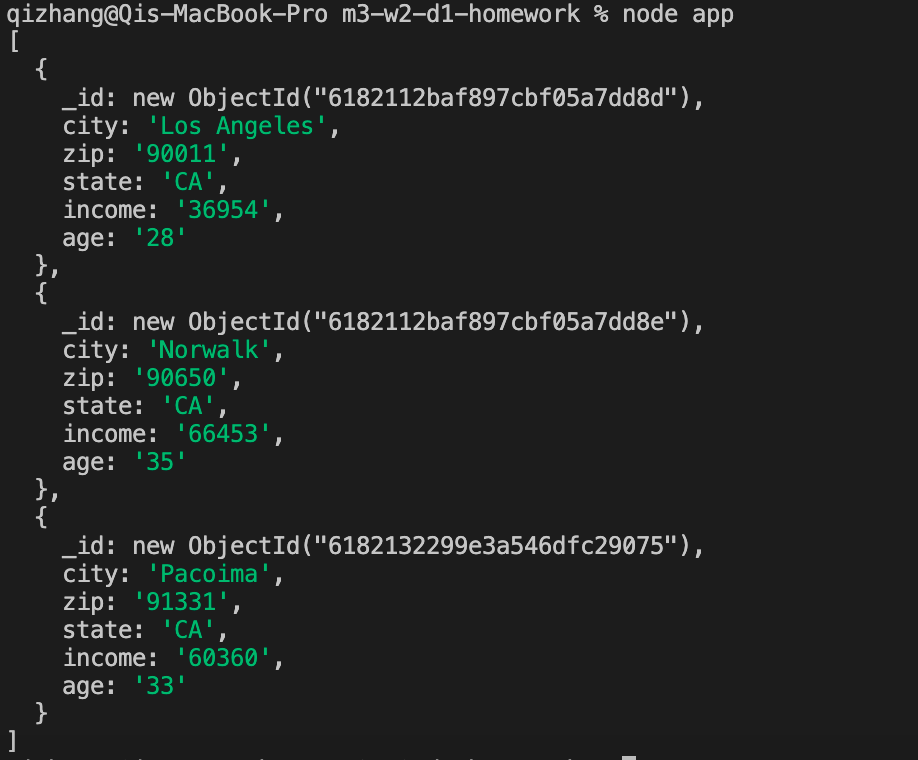 qizhang@Qis-MacBook-Pro m3-w2-d1-homework % node app
[
  {
    _id: new ObjectId("6182112baf897cbf05a7dd8d"),
    city: 'Los Angeles',
    zip: '90011',
    state: 'CA',
    income: '36954',
    age: '28'
  },
  {
    _id: new ObjectId("6182112baf897cbf05a7dd8e"),
    city: 'Norwalk',
    zip: '90650',
    state: 'CA',
    income: '66453',
    age: '35'
  },
  {
    _id: new ObjectId("6182132299e3a546dfc29075"),
    city: 'Pacoima',
    zip: '91331',
    state: 'CA',
    income: '60360',
    age: '33'
  }
]